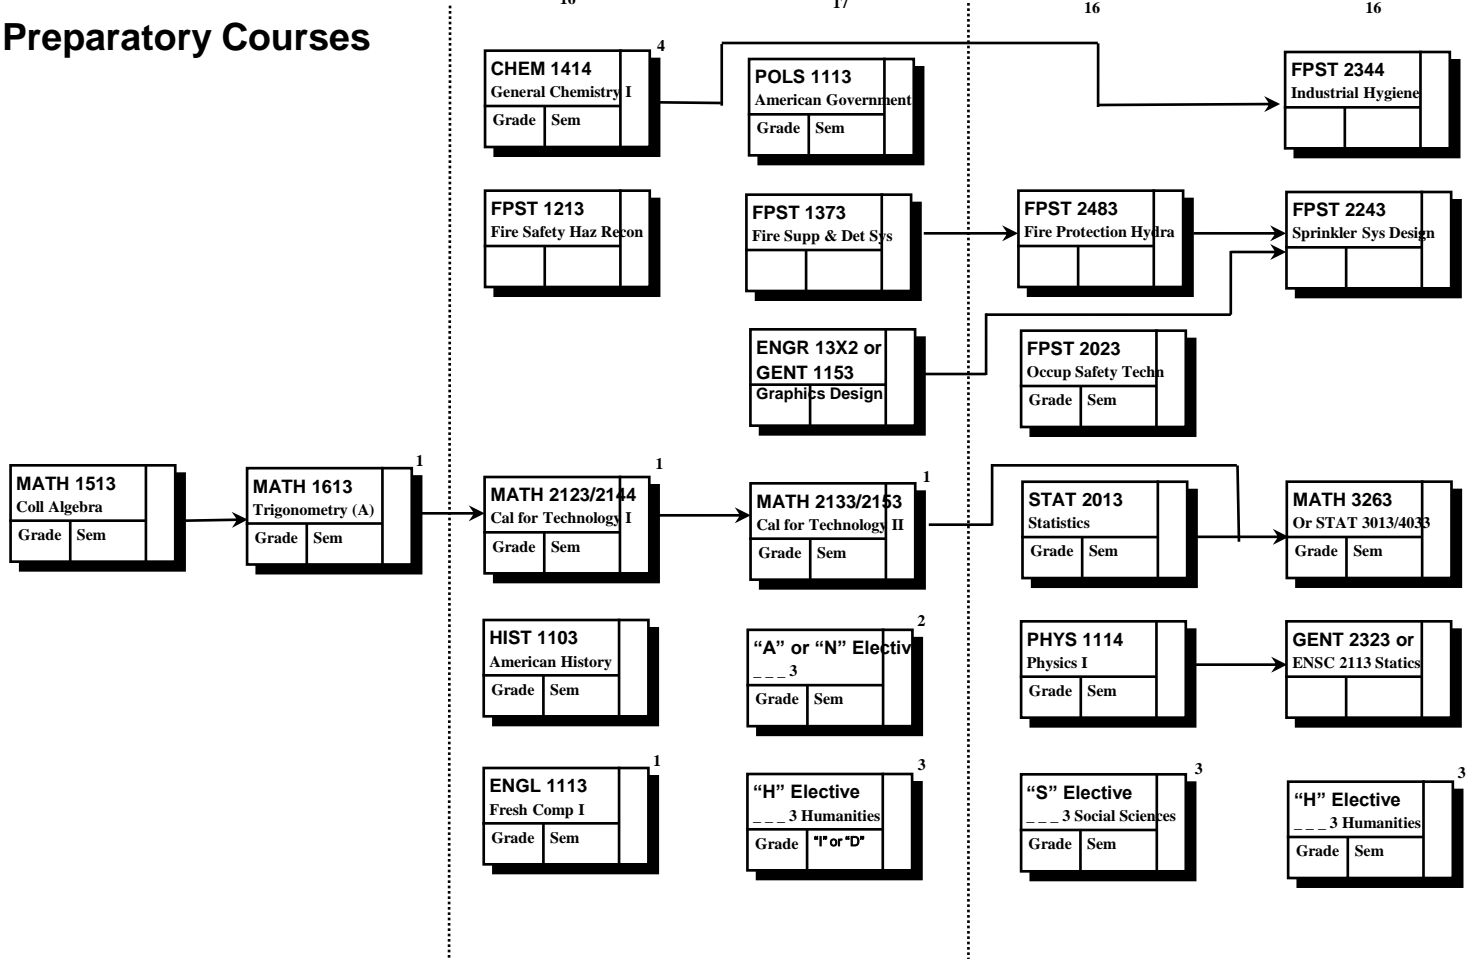 16
17
16
16
Preparatory Courses
4
CHEM 1414
General Chemistry I
Grade Sem
POLS 1113
American Government
Grade Sem
FPST 2344
Industrial Hygiene
FPST 1213
Fire Safety Haz Recon
FPST 1373
Fire Supp & Det Sys
FPST 2483
Fire Protection Hydra
FPST 2243
Sprinkler Sys Design
ENGR 13X2 or
GENT 1153
Graphics Design
FPST 2023
Occup Safety Techn
Grade Sem
MATH 1513
Coll Algebra
Grade Sem
1
MATH 1613
Trigonometry (A)
Grade Sem
1
MATH 2123/2144
Cal for Technology I
Grade Sem
1
MATH 2133/2153
Cal for Technology II
Grade Sem
STAT 2013
Statistics
Grade Sem
MATH 3263
Or STAT 3013/4033
Grade Sem
HIST 1103
American History
Grade Sem
2
“A” or “N” Electiv
_ _ _ 3
Grade Sem
PHYS 1114
Physics I
Grade Sem
GENT 2323 or
ENSC 2113 Statics
1
ENGL 1113
Fresh Comp I
Grade Sem
3
“H” Elective
_ _ _ 3 Humanities
Grade "I" or "D"
3
“S” Elective
_ _ _ 3 Social Sciences
Grade Sem
3
“H” Elective
_ _ _ 3 Humanities
Grade Sem